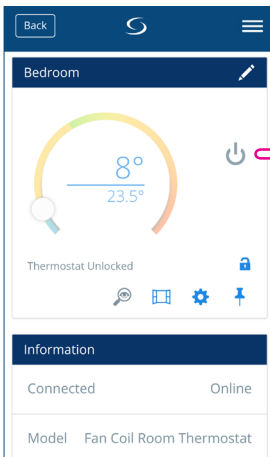 Back
Bedroom
8°
23.5°
Thermostat Unlocked
Information
Connected Online
Model Fan Coil Room Thermostat